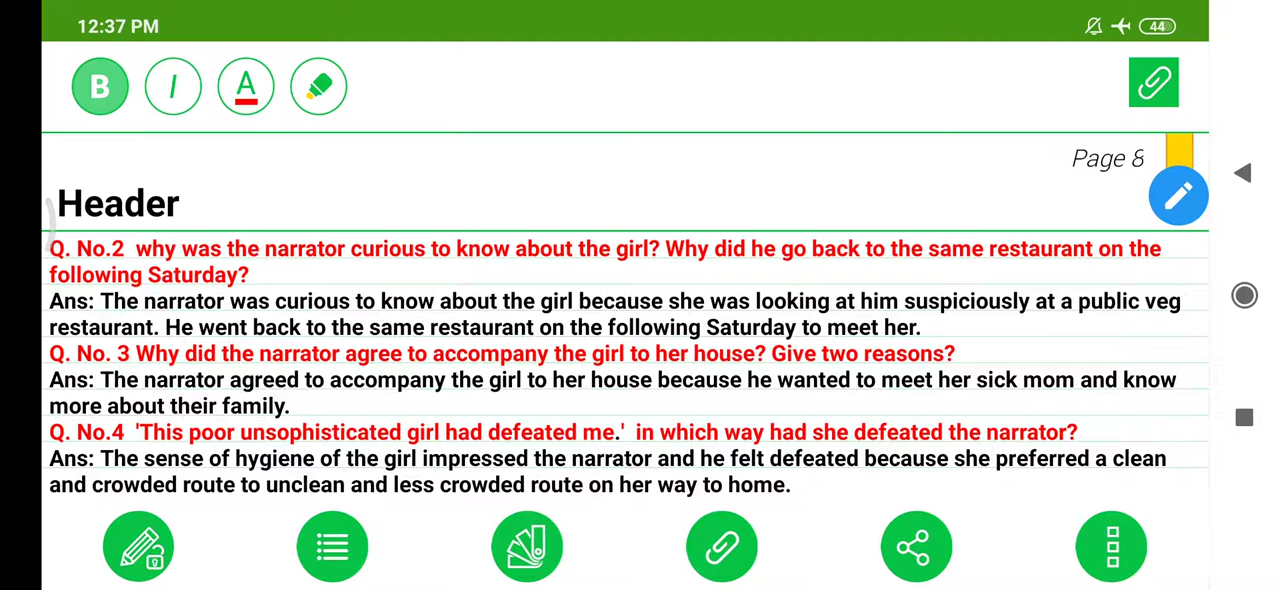 12:37 PM
44
B I A
Page 8
Header
Q. No.2 why was the narrator curious to know about the girl? Why did he go back to the same restaurant on the
following Saturday?
Ans: The narrator was curious to know about the girl because she was looking at him suspiciously at a public veg
restaurant. He went back to the same restaurant on the following Saturday to meet her.
Q. No. 3 Why did the narrator agree to accompany the girl to her house? Give two reasons?
Ans: The narrator agreed to accompany the girl to her house because he wanted to meet her sick mom and know
more about their family.
Q. No.4 'This poor unsophisticated girl had defeated me.' in which way had she defeated the narrator?
Ans: The sense of hygiene of the girl impressed the narrator and he felt defeated because she preferred a clean
and crowded route to unclean and less crowded route on her way to home.